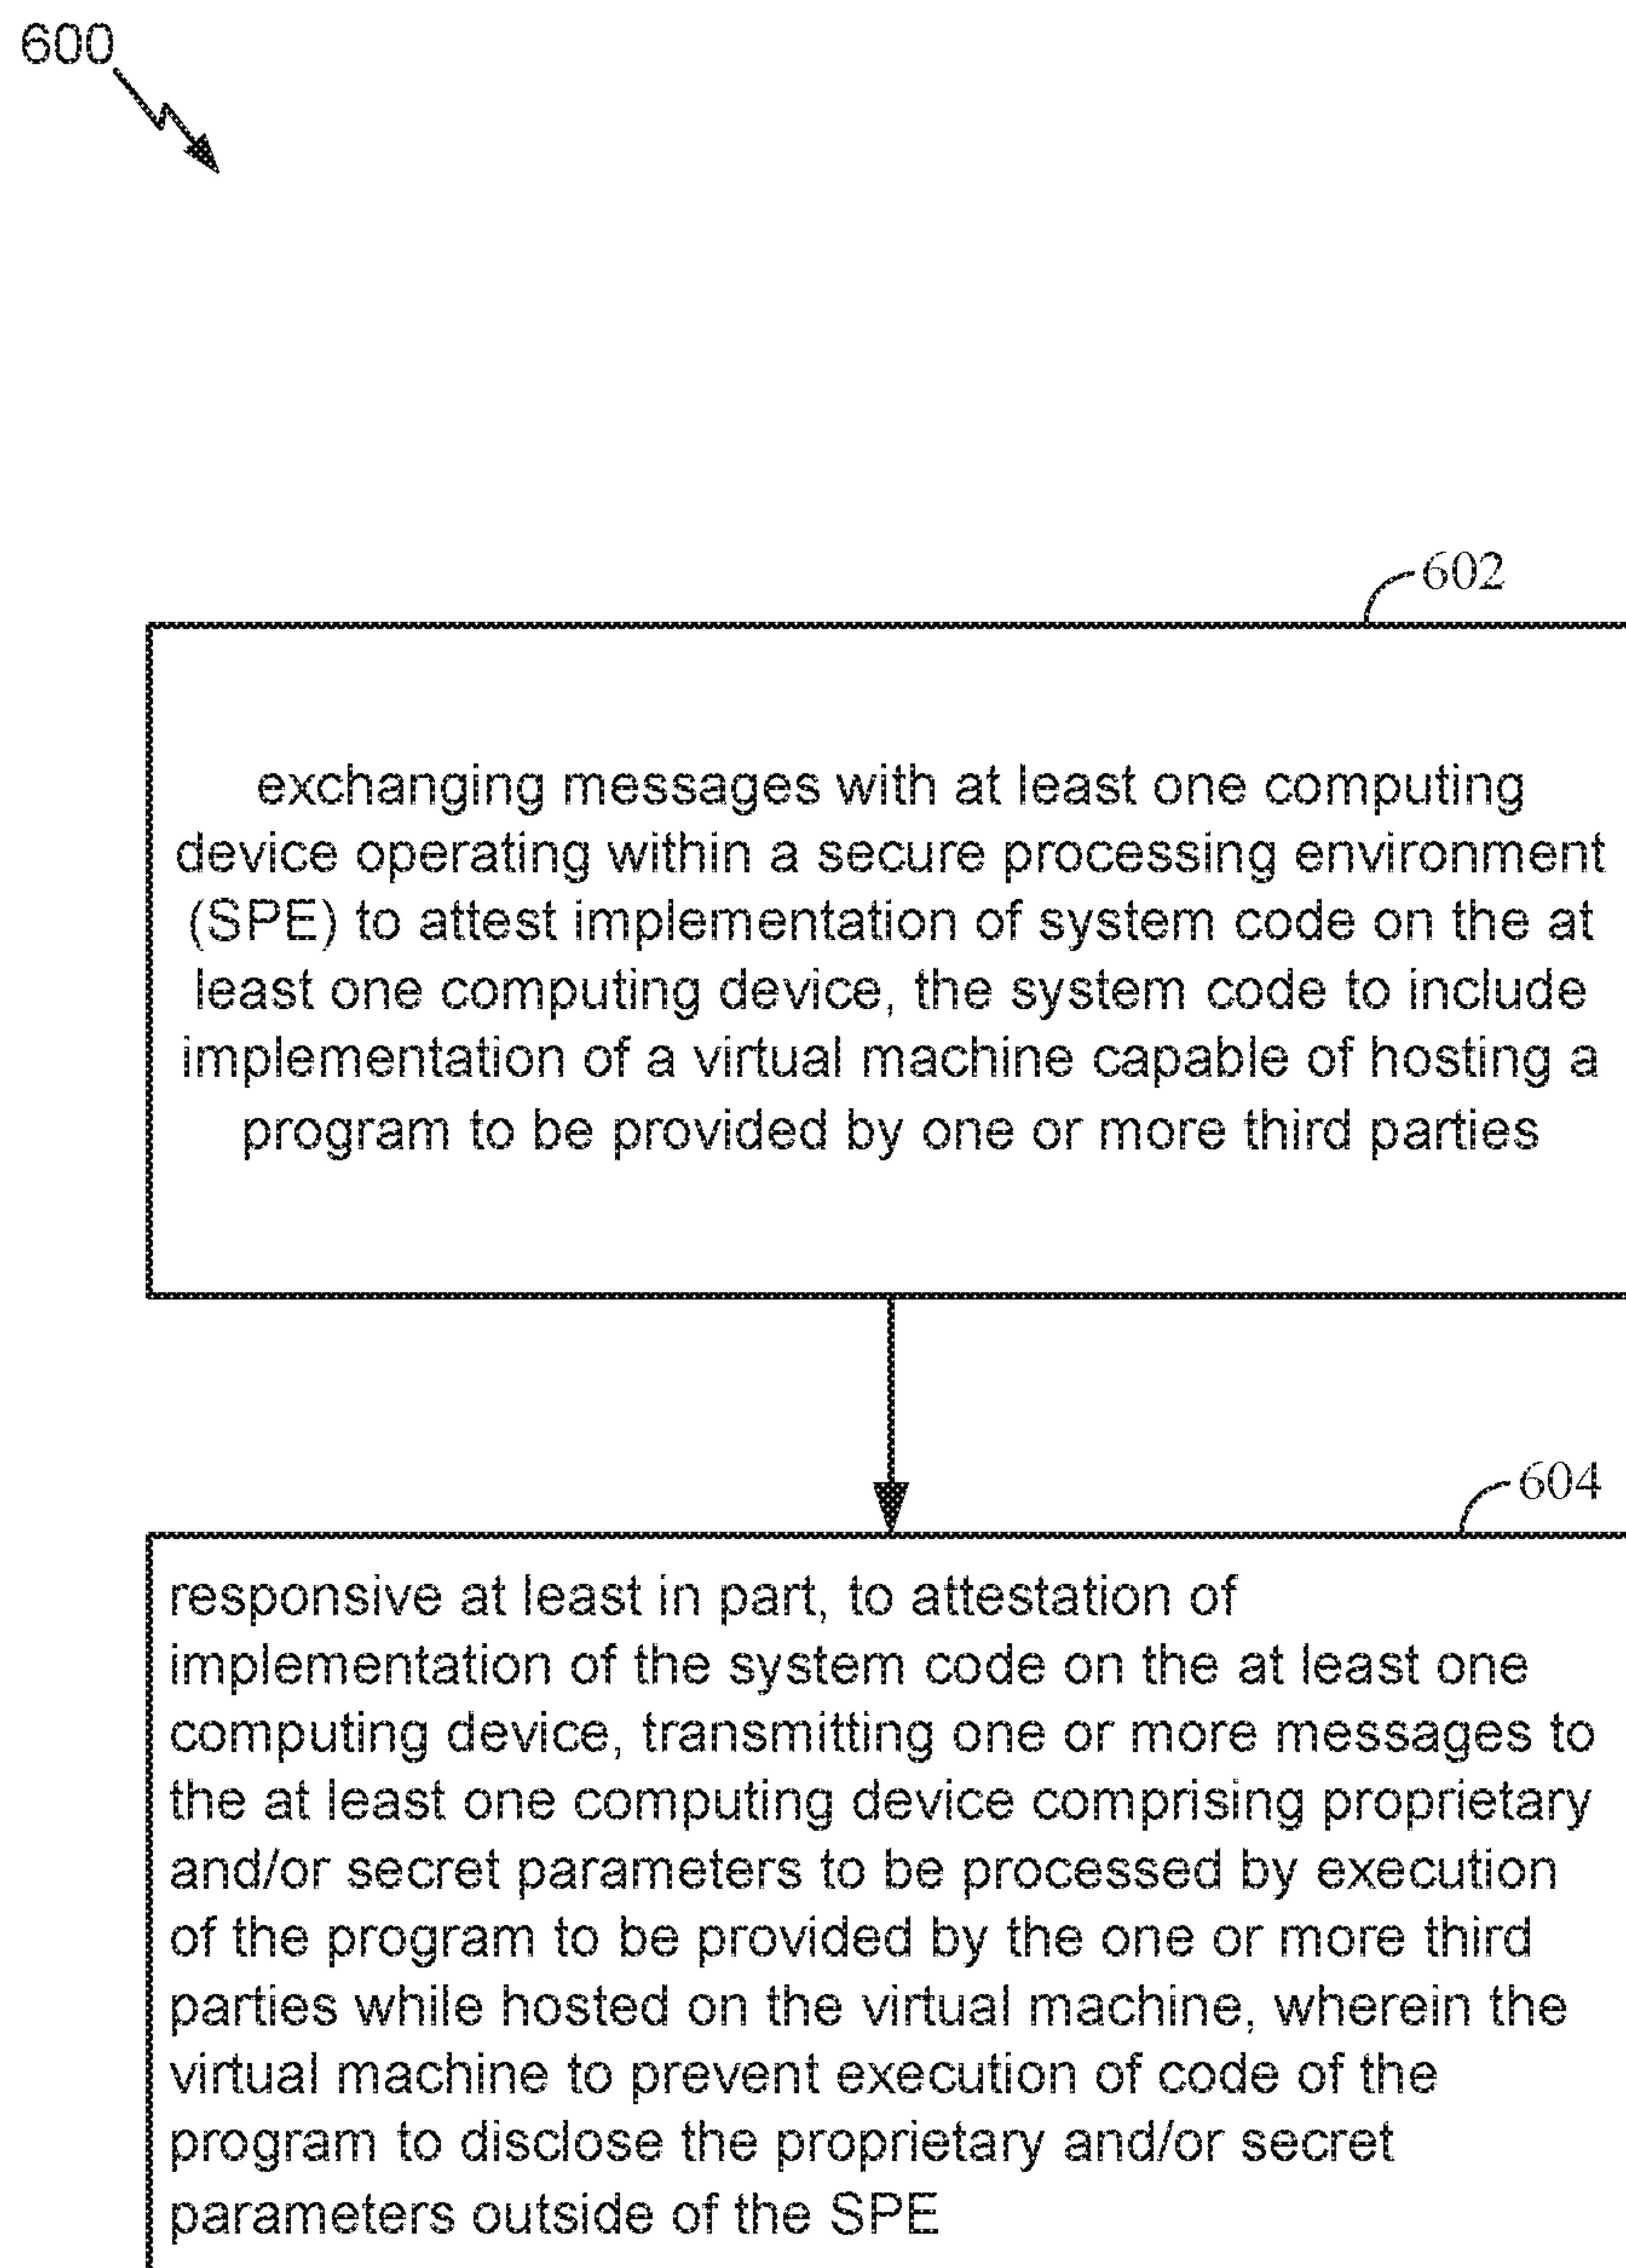 600
602
exchanging messages with at least one computing
device operating within a secure processing environment
(SPE) to attest implementation of system code on the at
least one computing device, the system code to include
implementation of a virtual machine capable of hosting a
program to be provided by one or more third parties
604
responsive at least in part, to attestation of
implementation of the system code on the at least one
computing device, transmitting one or more messages to
the at least one computing device comprising proprietary
and/or secret parameters to be processed by execution
of the program to be provided by the one or more third
parties while hosted on the virtual machine, wherein the
virtual machine to prevent execution of code of the
program to disclose the proprietary and/or secret
parameters outside of the SPE